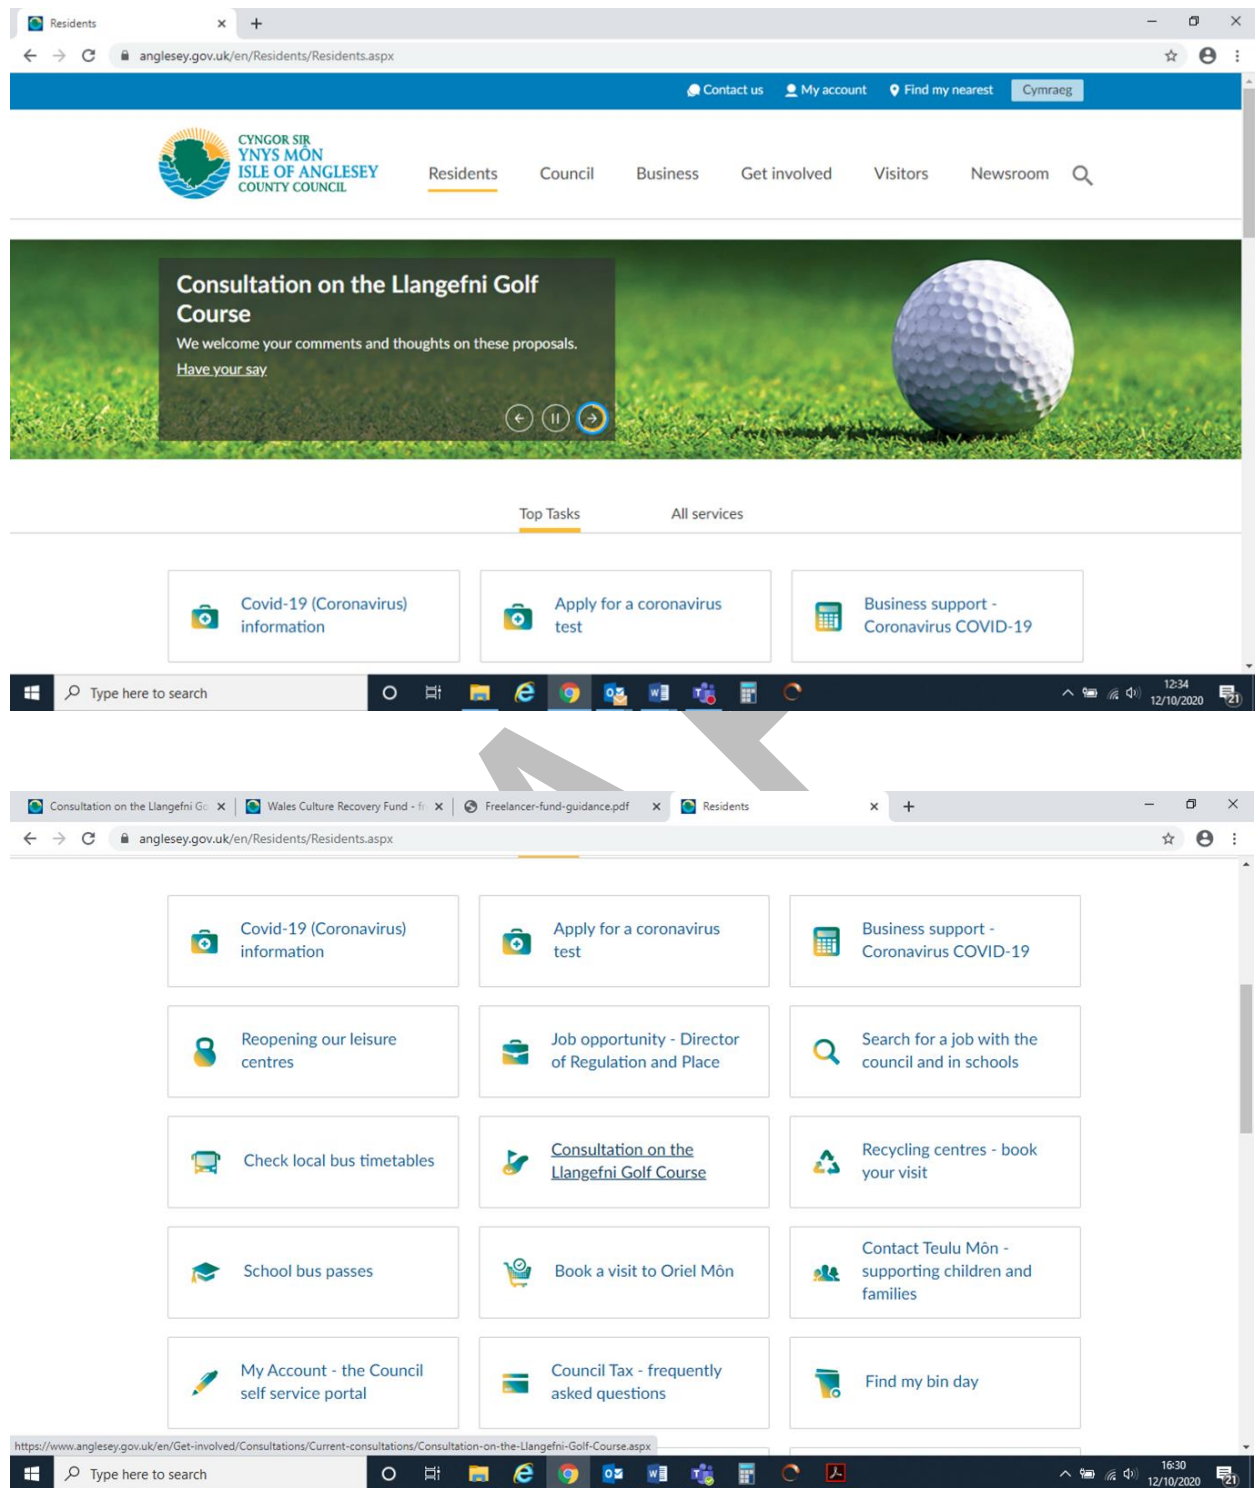 Residents
anglesey.gov.uk/en/Residents/Residents.aspx
Contact us My account Find my nearest Cymraeg
CYNGOR SIR
YNYS MÔN
ISLE OF ANGLESEY
COUNTY COUNCIL
Residents Council Business Get involved Visitors Newsroom
Consultation on the Llangefni Golf
Course
We welcome your comments and thoughts on these proposals.
Have your say
Top Tasks All services
Covid-19 (Coronavirus)
information
Apply for a coronavirus
test
Business support -
Coronavirus COVID-19
Type here to search
12:34
12/10/2020
21
Consultation on the Llangefni Go Wales Culture Recovery Fund - fr Freelancer-fund-guidance.pdf Residents
anglesey.gov.uk/en/Residents/Residents.aspx
Covid-19 (Coronavirus)
information
Apply for a coronavirus
test
Business support -
Coronavirus COVID-19
Reopening our leisure
centres
Job opportunity - Director
of Regulation and Place
Search for a job with the
council and in schools
Check local bus timetables
Consultation on the
Llangefni Golf Course
Recycling centres - book
your visit
School bus passes
Book a visit to Oriel Môn
Contact Teulu Môn -
supporting children and
families
My Account - the Council
self service portal
Council Tax - frequently
asked questions
Find my bin day
https://www.anglesey.gov.uk/en/Get-involved/Consultations/Current-consultations/Consultation-on-the-Llangefni-Golf-Course.aspx
Type here to search
16:30
12/10/2020
21